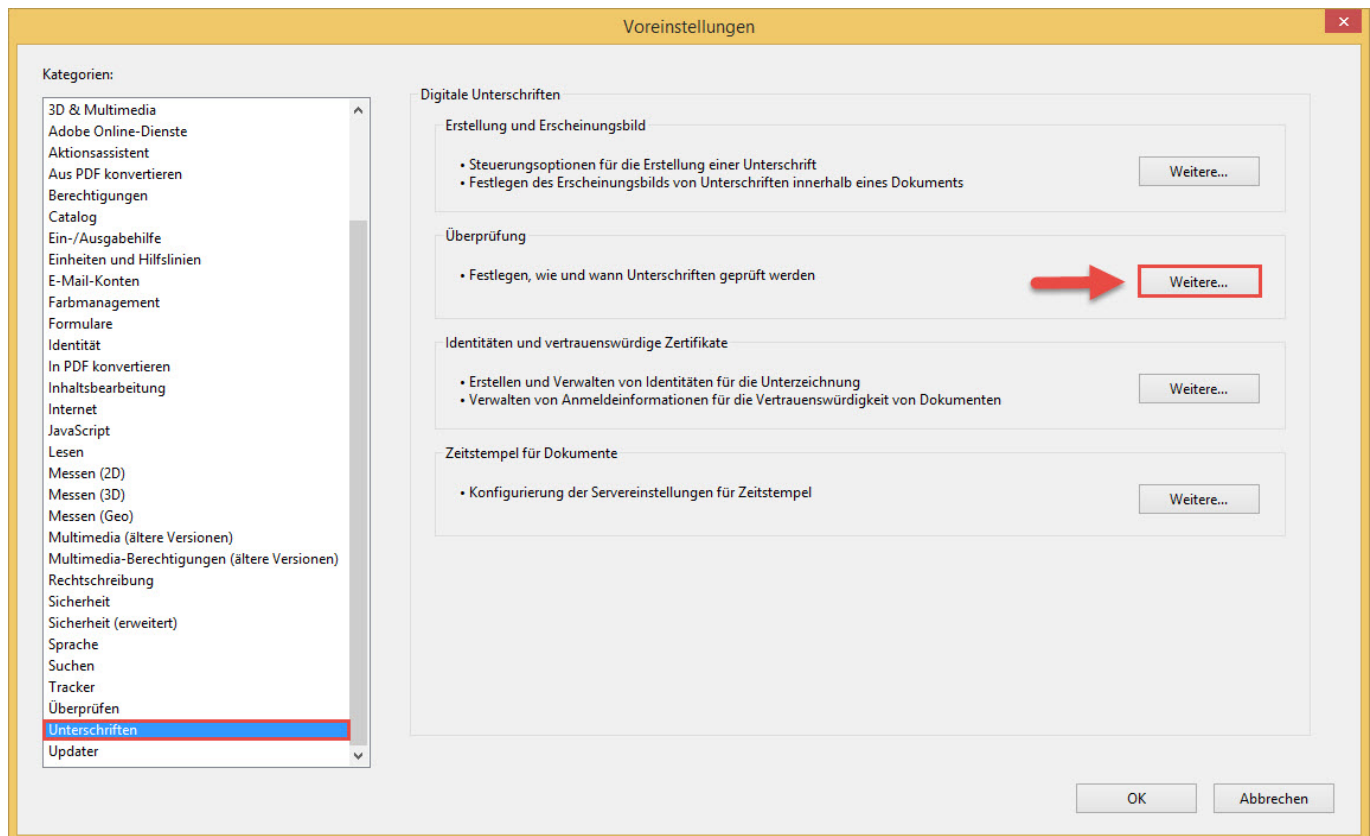 Voreinstellungen
Kategorien:
3D & Multimedia
Adobe Online-Dienste
Aktionsassistent
Aus PDF konvertieren
Berechtigungen
Catalog
Ein-/Ausgabehilfe
Einheiten und Hilfslinien
E-Mail-Konten
Farbmanagement
Formulare
Identität
In PDF konvertieren
Inhaltsbearbeitung
Internet
JavaScript
Lesen
Messen (2D)
Messen (3D)
Messen (Geo)
Multimedia (ältere Versionen)
Multimedia-Berechtigungen (ältere Versionen)
Rechtschreibung
Sicherheit
Sicherheit (erweitert)
Sprache
Suchen
Tracker
Überprüfen
Unterschriften
Updater
Digitale Unterschriften
Erstellung und Erscheinungsbild
• Steuerungsoptionen für die Erstellung einer Unterschrift
• Festlegen des Erscheinungsbilds von Unterschriften innerhalb eines Dokuments
Weitere...
Überprüfung
• Festlegen, wie und wann Unterschriften geprüft werden
Weitere...
Identitäten und vertrauenswürdige Zertifikate
• Erstellen und Verwalten von Identitäten für die Unterzeichnung
• Verwalten von Anmeldeinformationen für die Vertrauenswürdigkeit von Dokumenten
Weitere...
Zeitstempel für Dokumente
• Konfigurierung der Servereinstellungen für Zeitstempel
Weitere...
OK
Abbrechen